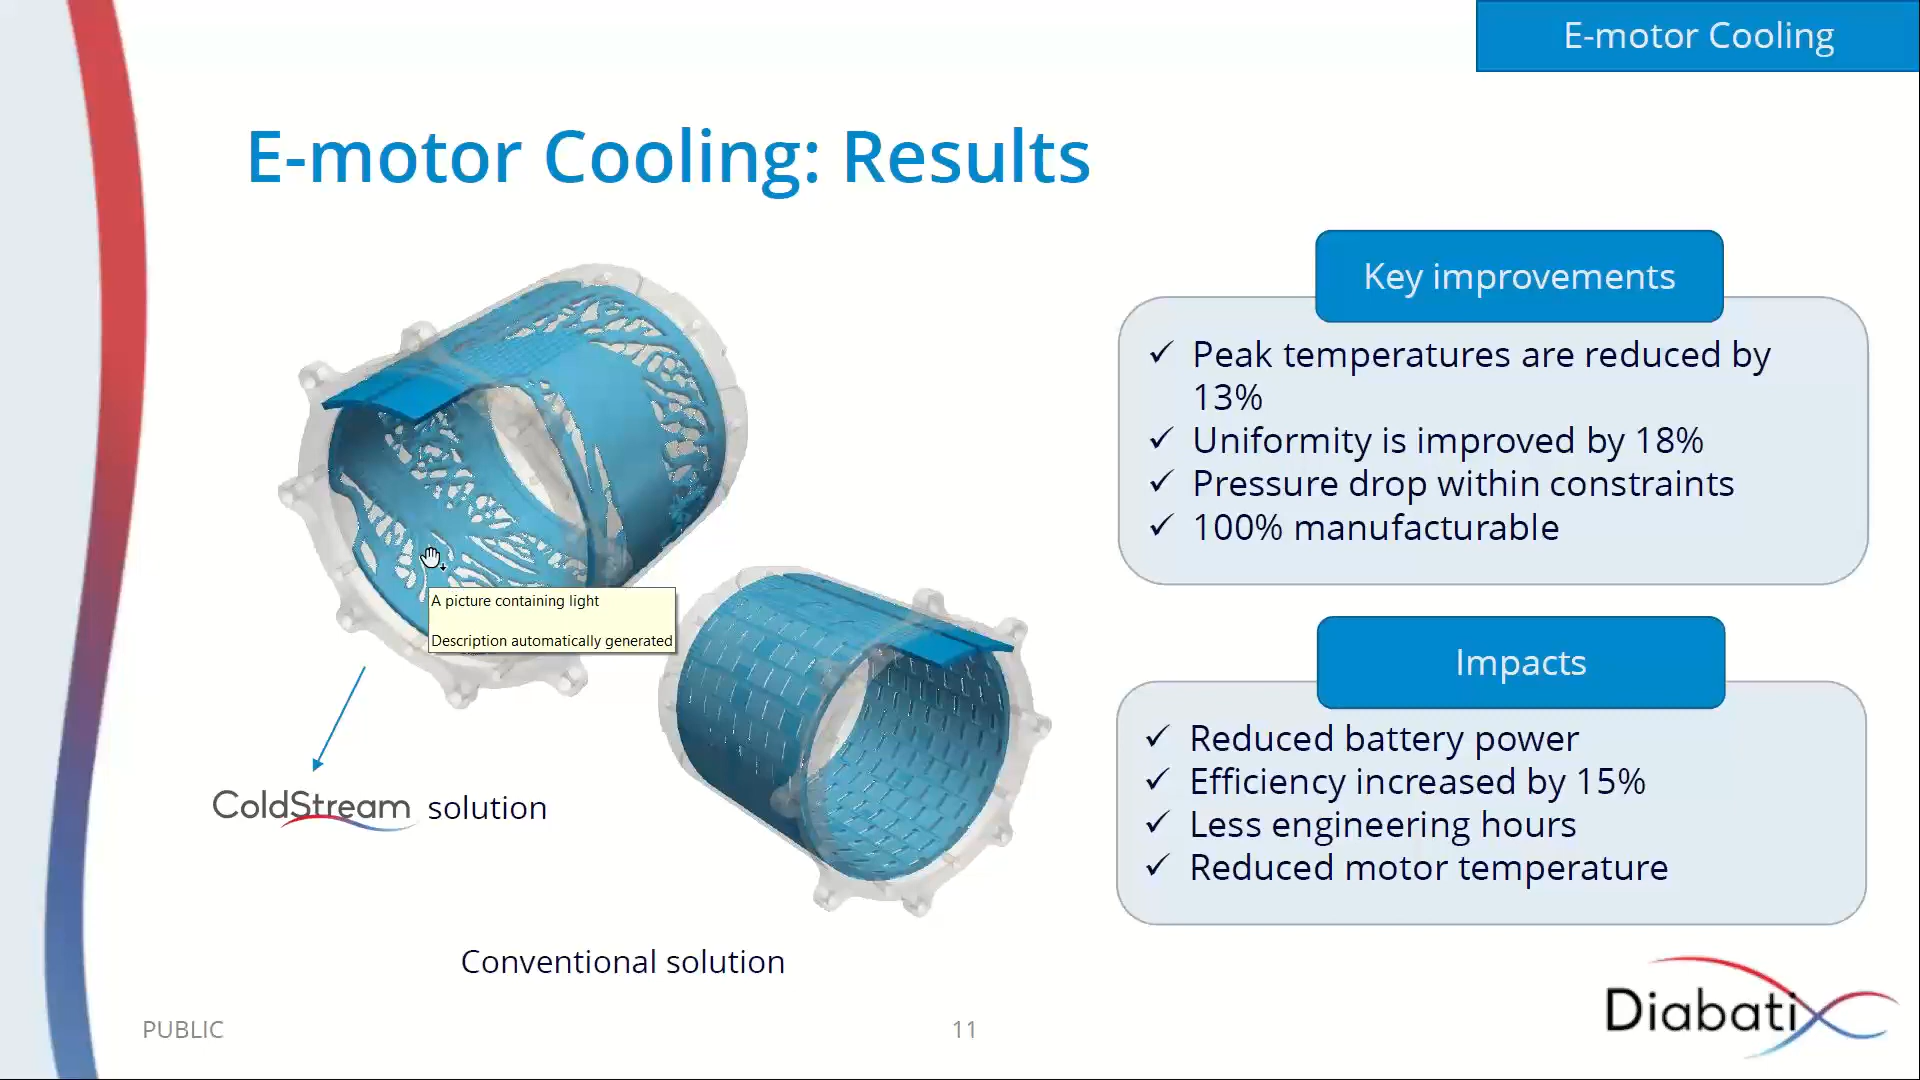 E-motor Cooling
E-motor Cooling: Results
Key improvements
✓ Peak temperatures are reduced by
13%
✓ Uniformity is improved by 18%
✓ Pressure drop within constraints
✓ 100% manufacturable
A picture containing light
Description automatically generated
Impacts
✓ Reduced battery power
✓ Efficiency increased by 15%
✓ Less engineering hours
✓ Reduced motor temperature
ColdStream solution
Conventional solution
Diabatix
PUBLIC
11